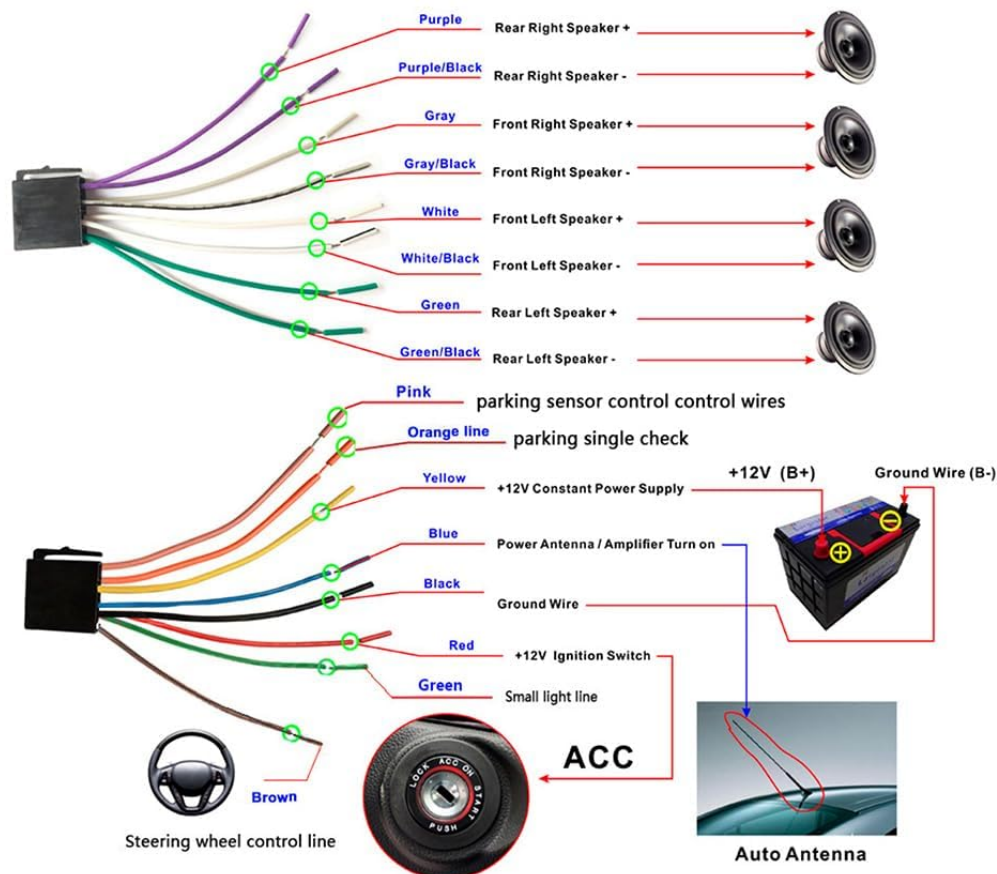 Purple
Rear Right Speaker +
Purple/Black
Rear Right Speaker -
Gray
Front Right Speaker +
Gray/Black
Front Right Speaker -
White
Front Left Speaker +
White/Black
Front Left Speaker -
Green
Rear Left Speaker +
Green/Black
Rear Left Speaker -
Pink
parking sensor control control wires
Orange line
parking single check
Yellow
+12V Constant Power Supply
+12V (B+)
Ground Wire (B-)
Blue
Power Antenna / Amplifier Turn on
Black
Ground Wire
Red
+12V Ignition Switch
Green
Small light line
ACC
LOCK ACC ON START
PUSH
Brown
Steering wheel control line
Auto Antenna